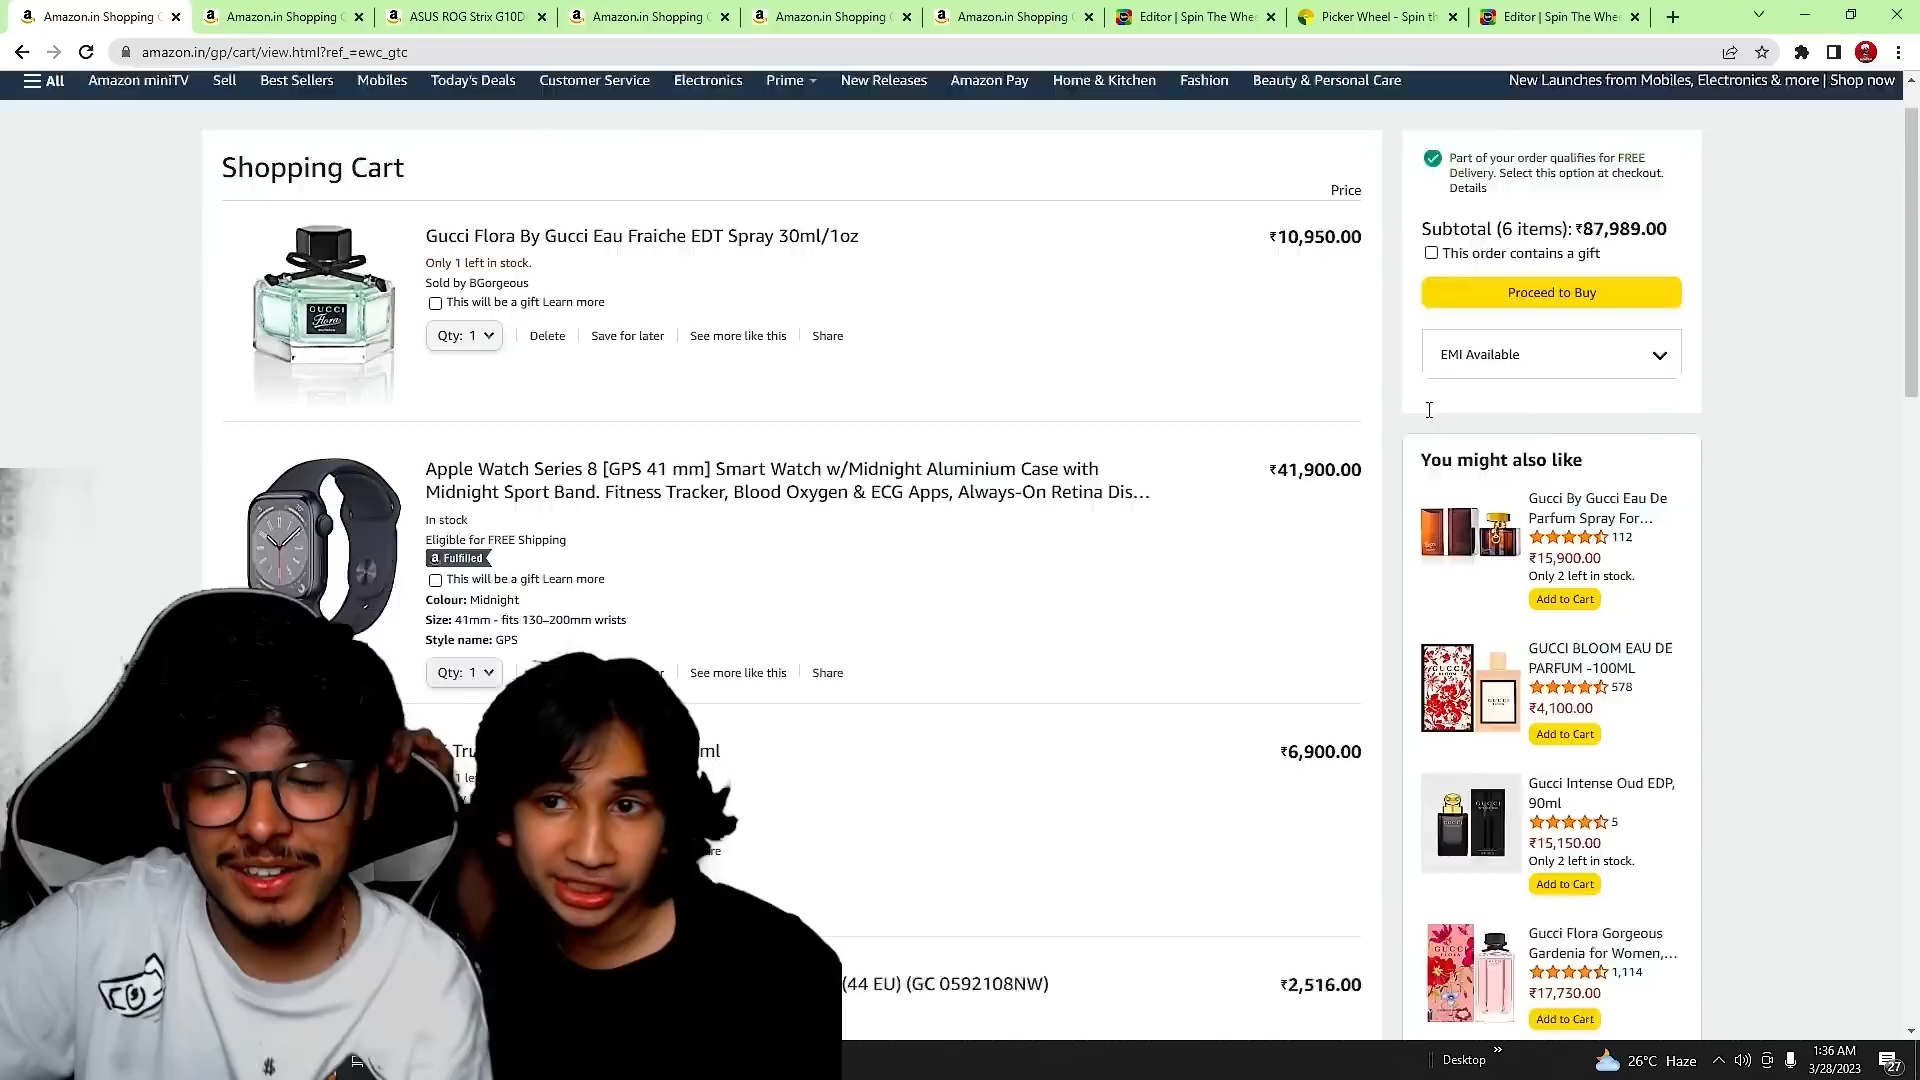 Amazon.in Shopping C
Amazon.in Shopping C
ASUS ROG Strix G10D
Amazon.in Shopping C
Amazon.in Shopping C
Amazon.in Shopping C
Editor | Spin The Whe
Picker Wheel - Spin th
Editor | Spin The Whe
amazon.in/gp/cart/view.html?ref_=ewc_gtc
All Amazon miniTV Sell Best Sellers Mobiles Today's Deals Customer Service Electronics Prime New Releases Amazon Pay Home & Kitchen Fashion Beauty & Personal Care New Launches from Mobiles, Electronics & more | Shop now
Shopping Cart
Price
GUCCI
Flora
Gucci Flora By Gucci Eau Fraiche EDT Spray 30ml/1oz
₹10,950.00
Only 1 left in stock.
Sold by BGorgeous
This will be a gift Learn more
Qty: 1 Delete Save for later See more like this Share
Apple Watch Series 8 [GPS 41 mm] Smart Watch w/Midnight Aluminium Case with
Midnight Sport Band. Fitness Tracker, Blood Oxygen & ECG Apps, Always-On Retina Dis...
₹41,900.00
In stock
Eligible for FREE Shipping
a Fulfilled
This will be a gift Learn more
Colour: Midnight
Size: 41mm - fits 130–200mm wrists
Style name: GPS
Qty: 1 See more like this Share
Tru
ml
₹6,900.00
(44 EU) (GC 0592108NW)
₹2,516.00
Part of your order qualifies for FREE
Delivery. Select this option at checkout.
Details
Subtotal (6 items): ₹87,989.00
This order contains a gift
Proceed to Buy
EMI Available
You might also like
Gucci By Gucci Eau De
Parfum Spray For...
112
₹15,900.00
Only 2 left in stock.
Add to Cart
GUCCI BLOOM EAU DE
PARFUM -100ML
578
₹4,100.00
Add to Cart
Gucci Intense Oud EDP,
90ml
5
₹15,150.00
Only 2 left in stock.
Add to Cart
Gucci Flora Gorgeous
Gardenia for Women,...
1,114
₹17,730.00
Add to Cart
Desktop
26°C Haze
1:36 AM
3/28/2023
27